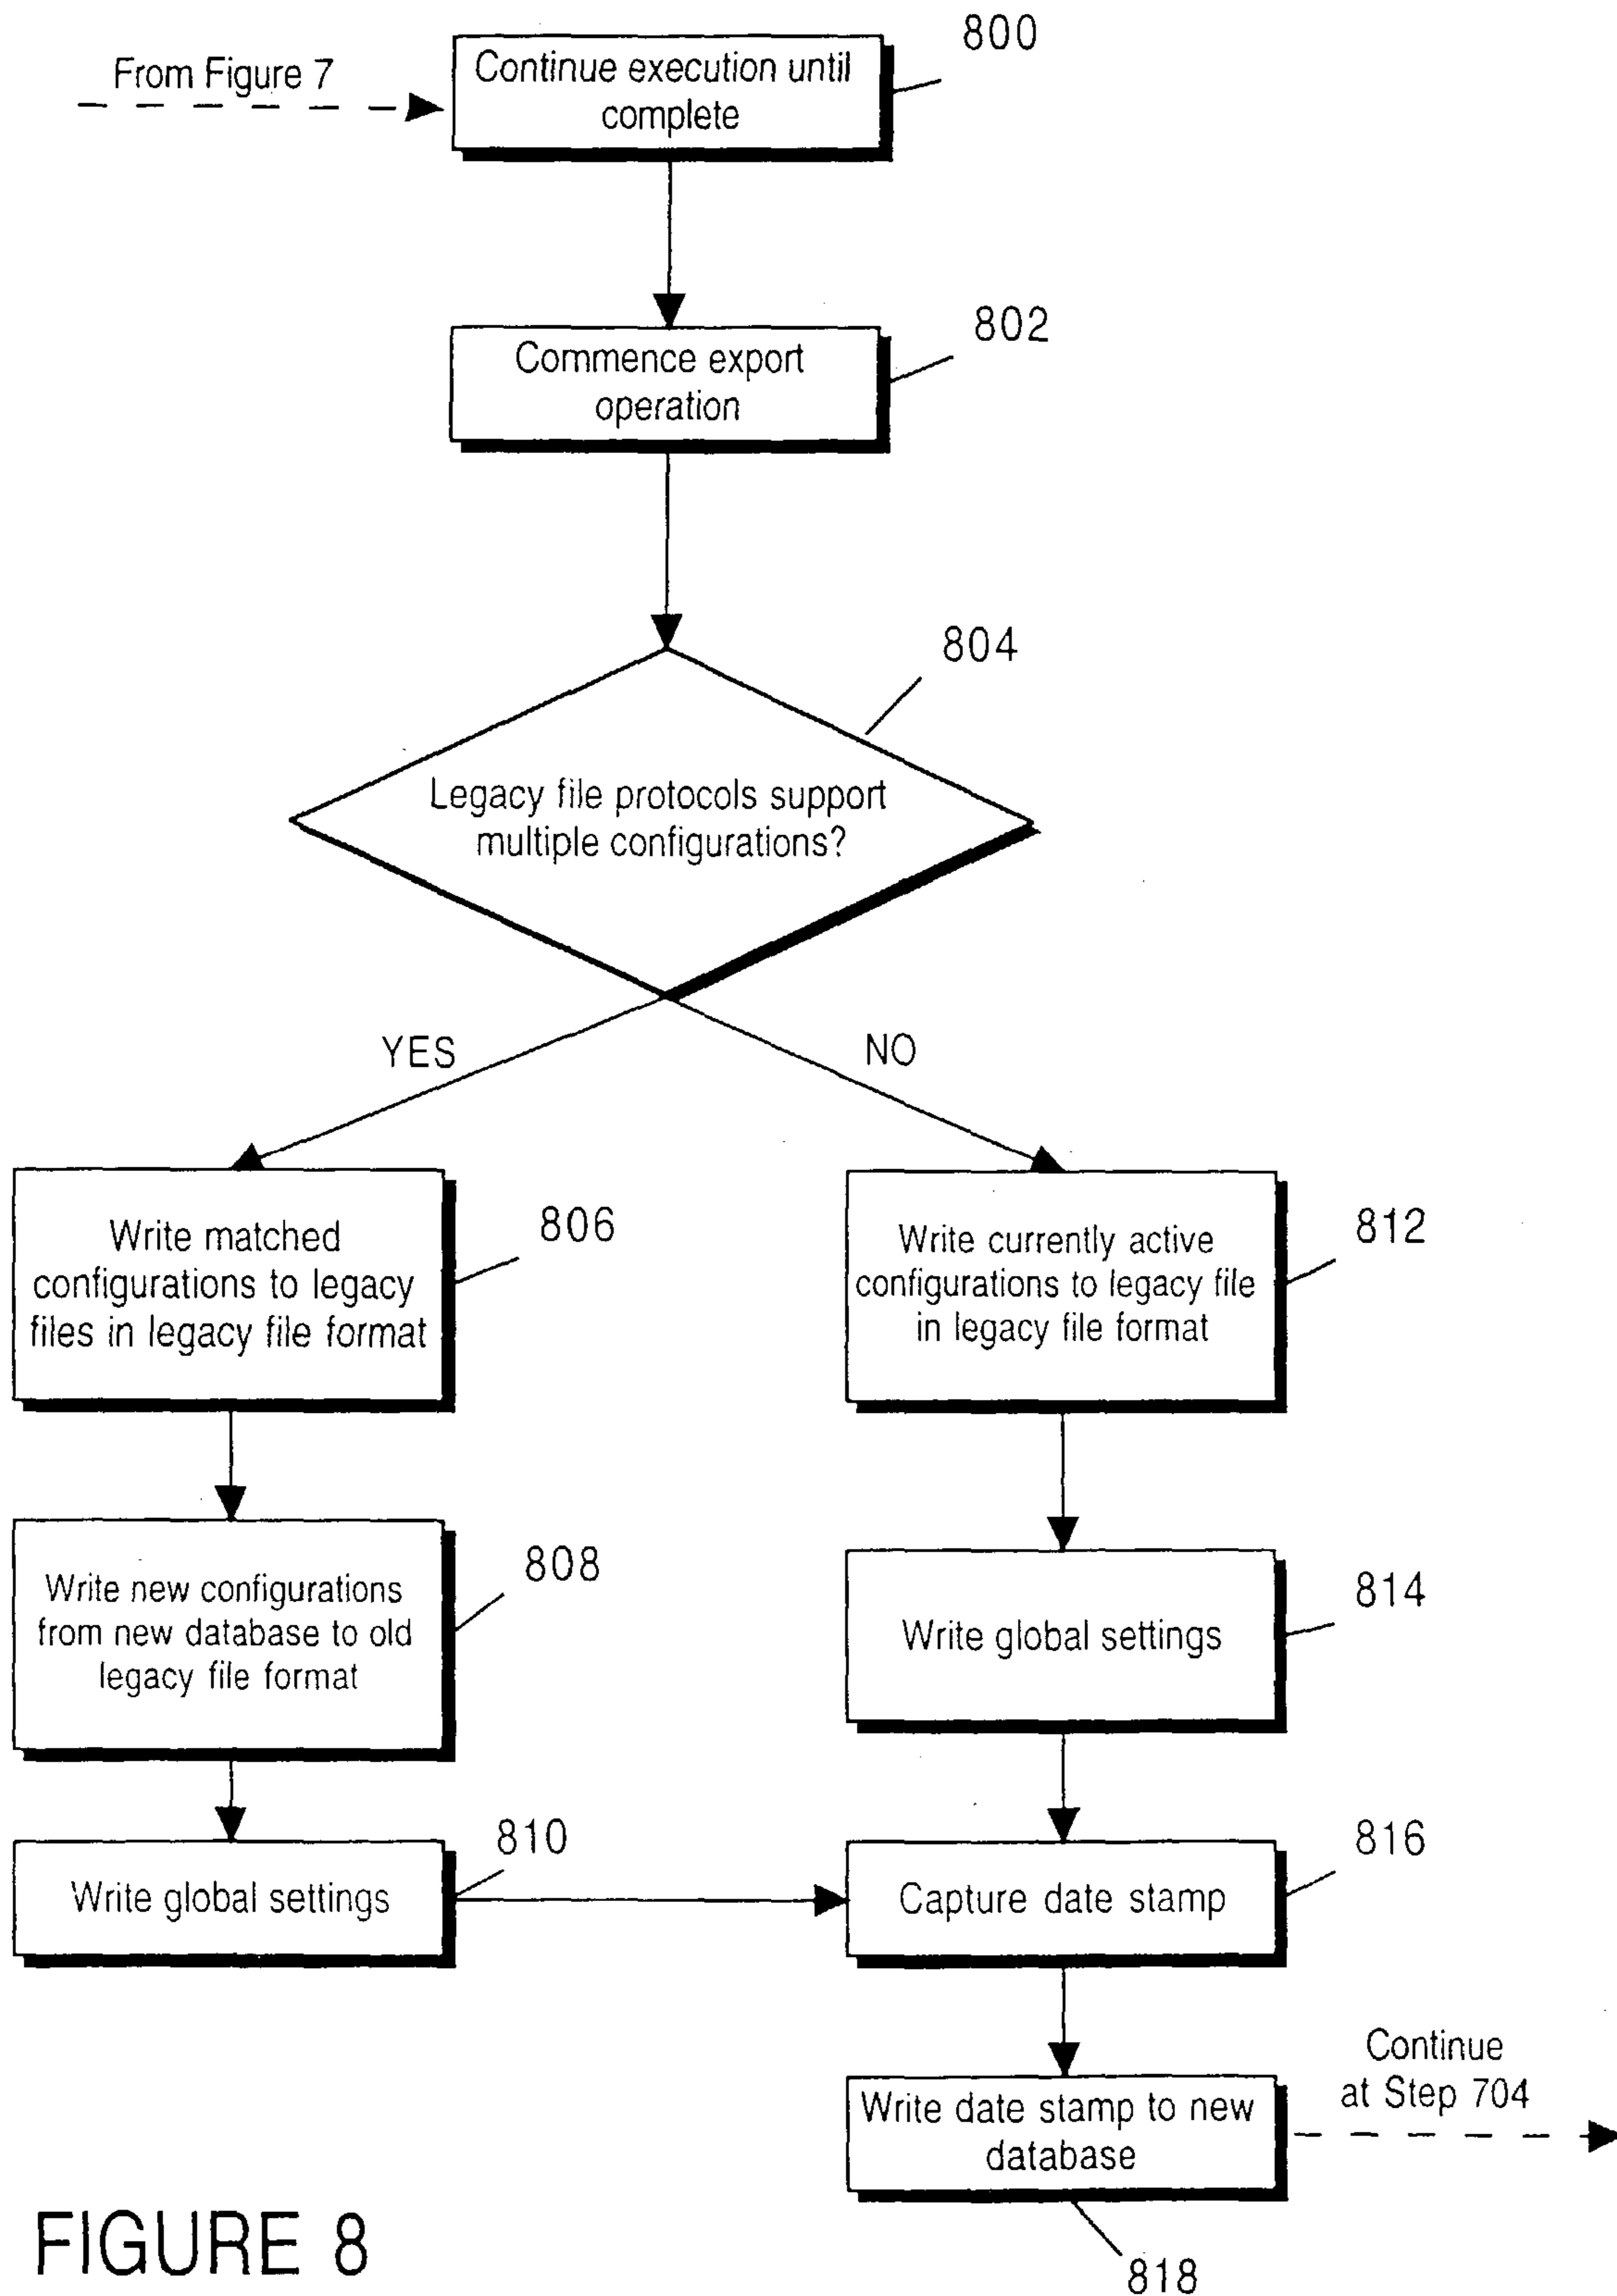 800
From Figure 7
Continue execution until
complete
802
Commence export
operation
804
Legacy file protocols support
multiple configurations?
YES
NO
Write matched
configurations to legacy
files in legacy file format
806
Write currently active
configurations to legacy file
in legacy file format
812
Write new configurations
from new database to old
legacy file format
808
Write global settings
814
Write global settings
810
Capture date stamp
816
Write date stamp to new
database
Continue
at Step 704
818
FIGURE 8